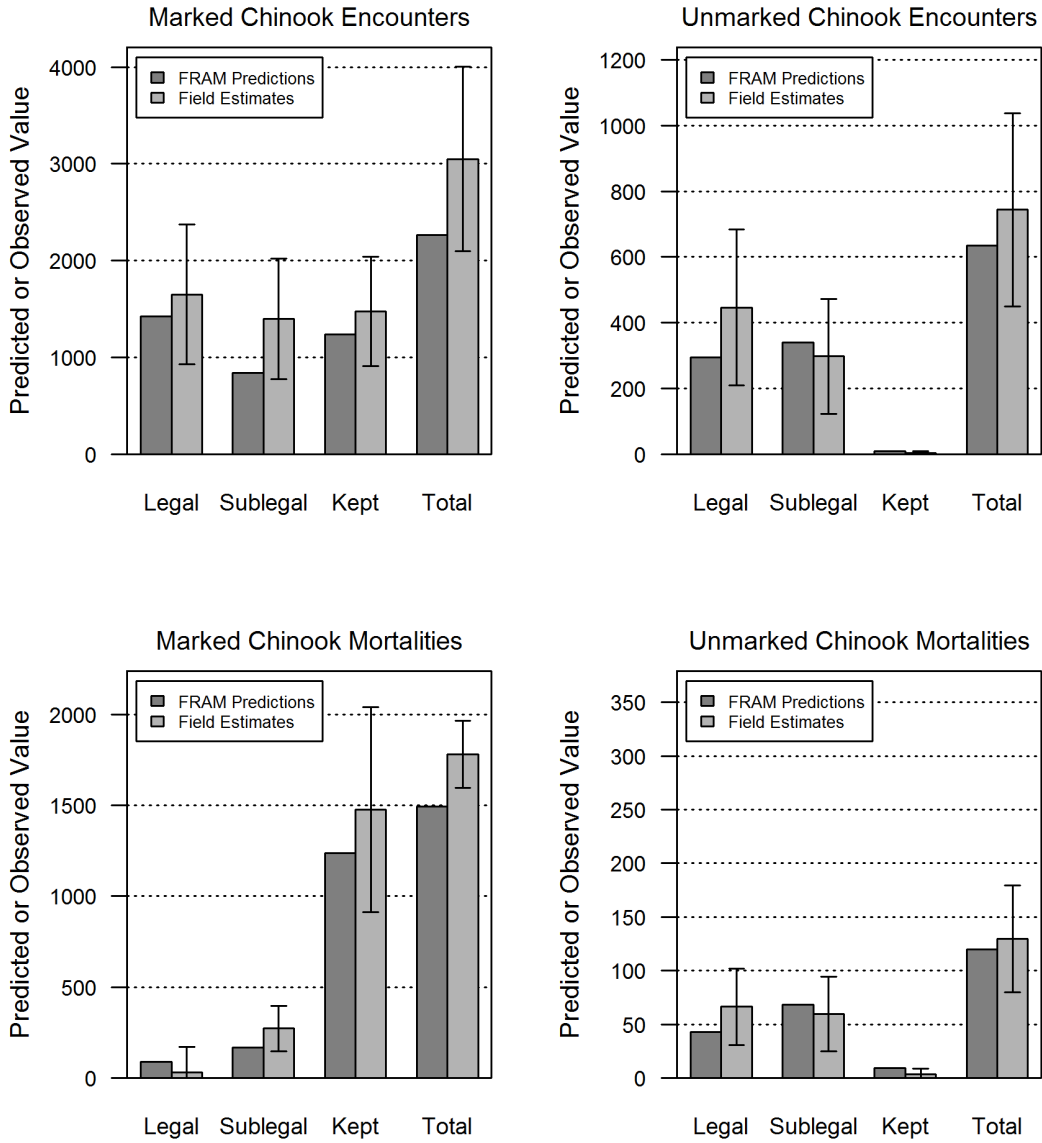 Marked Chinook Encounters
Predicted or Observed Value
4000
3000
2000
1000
0
FRAM Predictions
Field Estimates
Legal Sublegal Kept Total
Unmarked Chinook Encounters
Predicted or Observed Value
1200
1000
800
600
400
200
0
FRAM Predictions
Field Estimates
Legal Sublegal Kept Total
Marked Chinook Mortalities
Predicted or Observed Value
2000
1500
1000
500
0
FRAM Predictions
Field Estimates
Legal Sublegal Kept Total
Unmarked Chinook Mortalities
Predicted or Observed Value
350
300
250
200
150
100
50
0
FRAM Predictions
Field Estimates
Legal Sublegal Kept Total